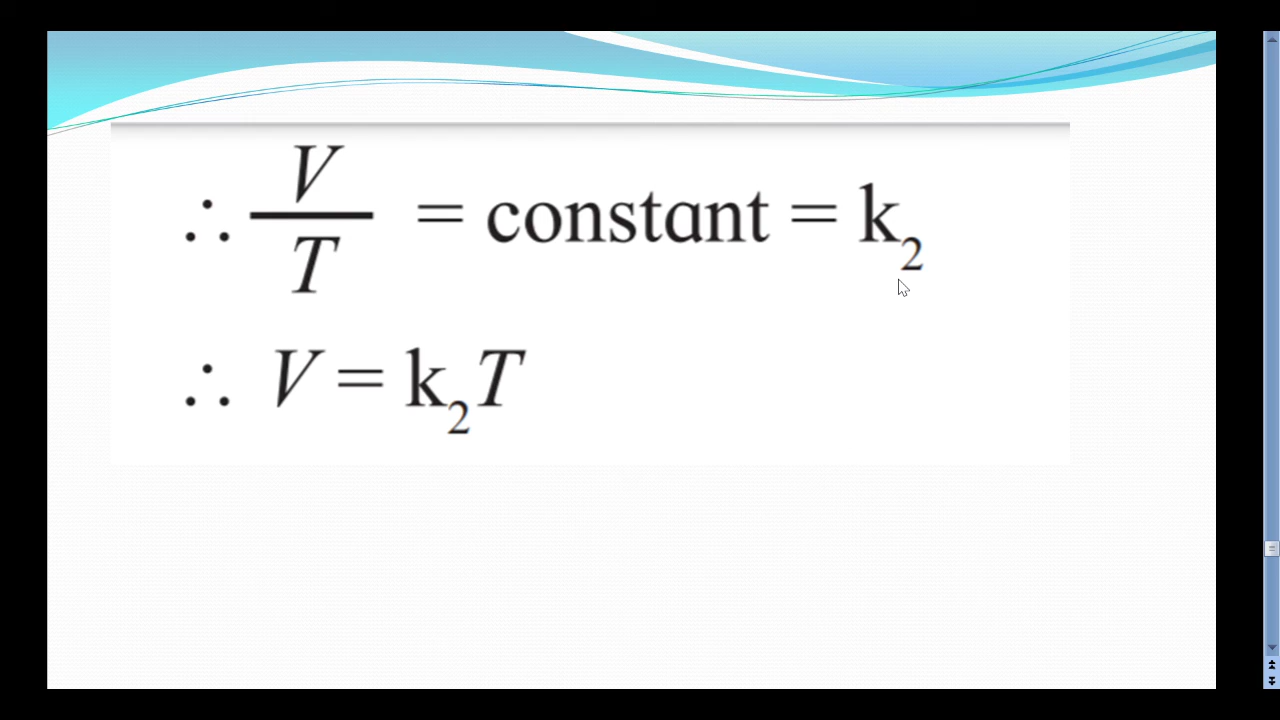 ∴ V/T = constant = k₂
∴ V = k₂T